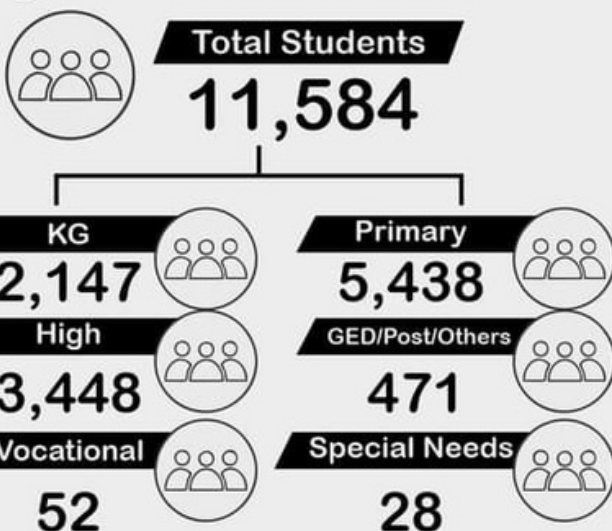 Total Students
11,584
KG
Primary
2,147
5,438
High
GED/Post/Others
3,448
471
Vocational
Special Needs
52
28